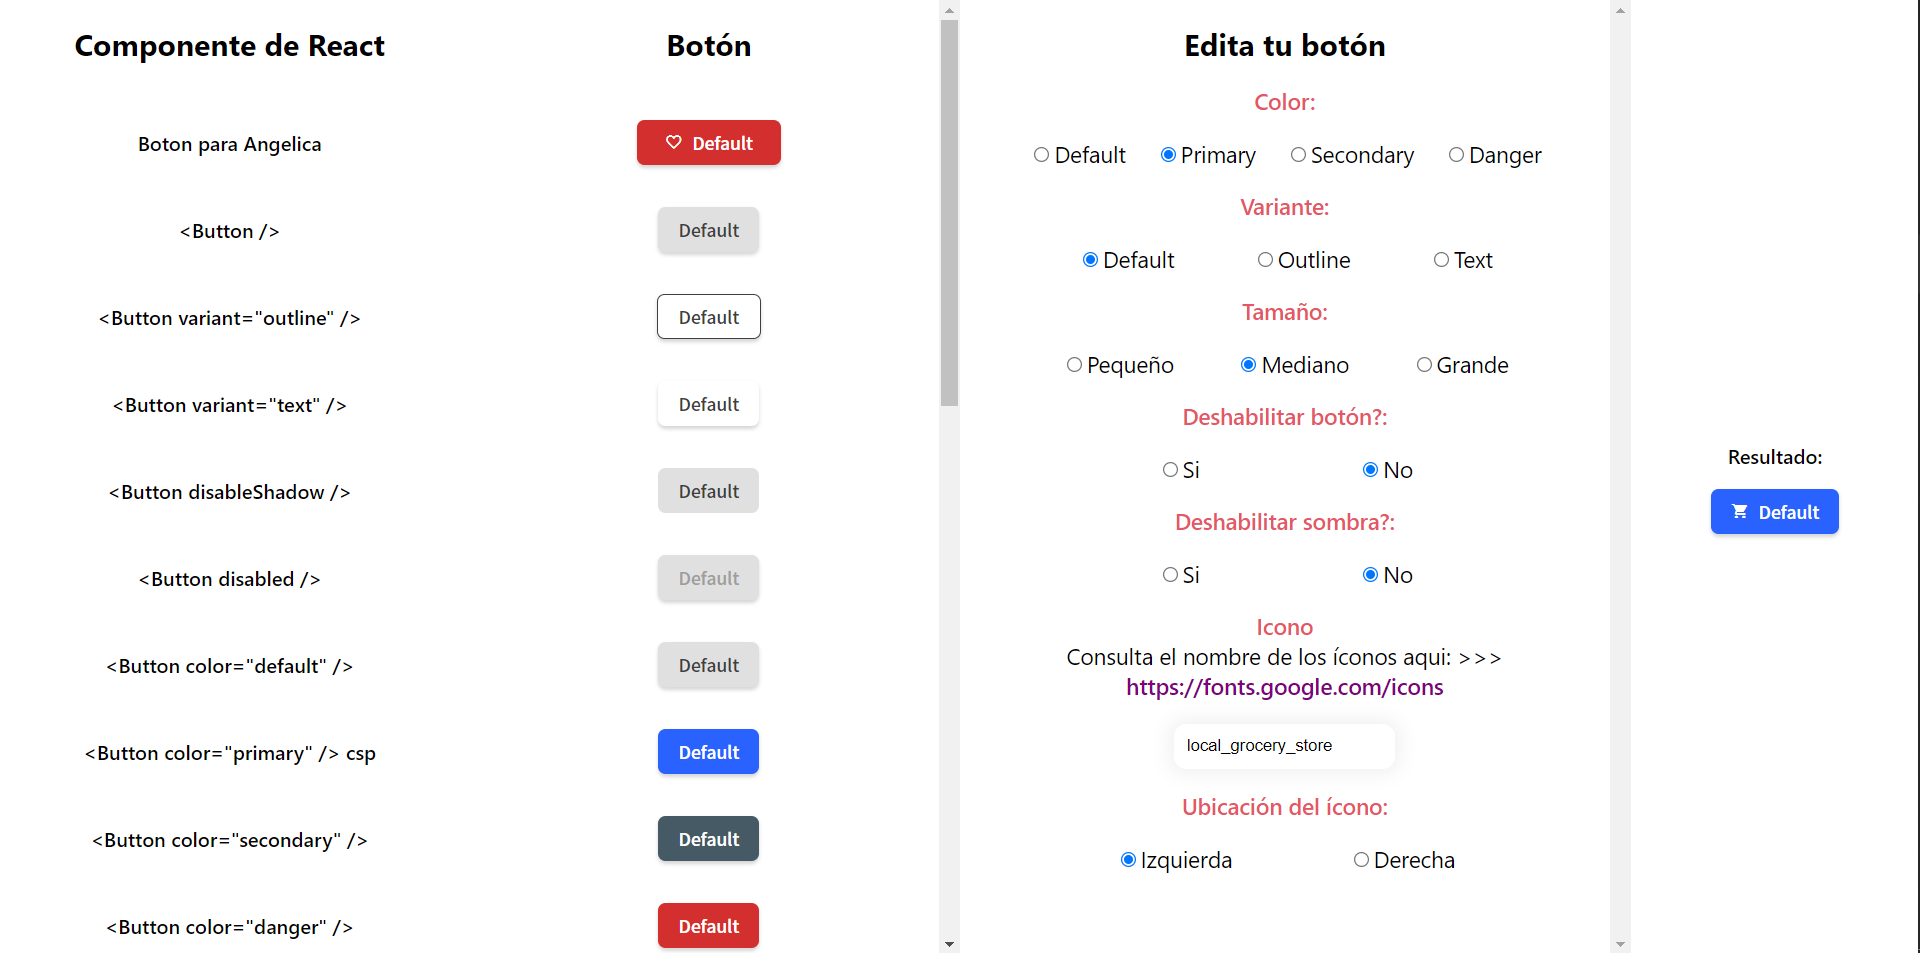 Componente de React
Botón
Boton para Angelica
Default
<Button />
Default
<Button variant="outline" />
Default
<Button variant="text" />
Default
<Button disableShadow />
Default
<Button disabled />
Default
<Button color="default" />
Default
<Button color="primary" /> csp
Default
<Button color="secondary" />
Default
<Button color="danger" />
Default
Edita tu botón
Color:
Default Primary Secondary Danger
Variante:
Default Outline Text
Tamaño:
Pequeño Mediano Grande
Deshabilitar botón?:
Si No
Deshabilitar sombra?:
Si No
Icono
Consulta el nombre de los íconos aqui: >>>
https://fonts.google.com/icons
local_grocery_store
Ubicación del ícono:
Izquierda Derecha
Resultado:
Default